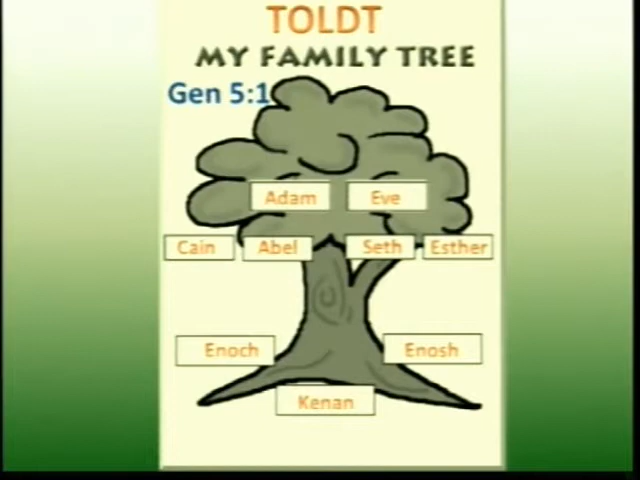 TOLDT
MY FAMILY TREE
Gen 5:1
Adam Eve
Cain Abel Seth Esther
Enoch Enosh
Kenan